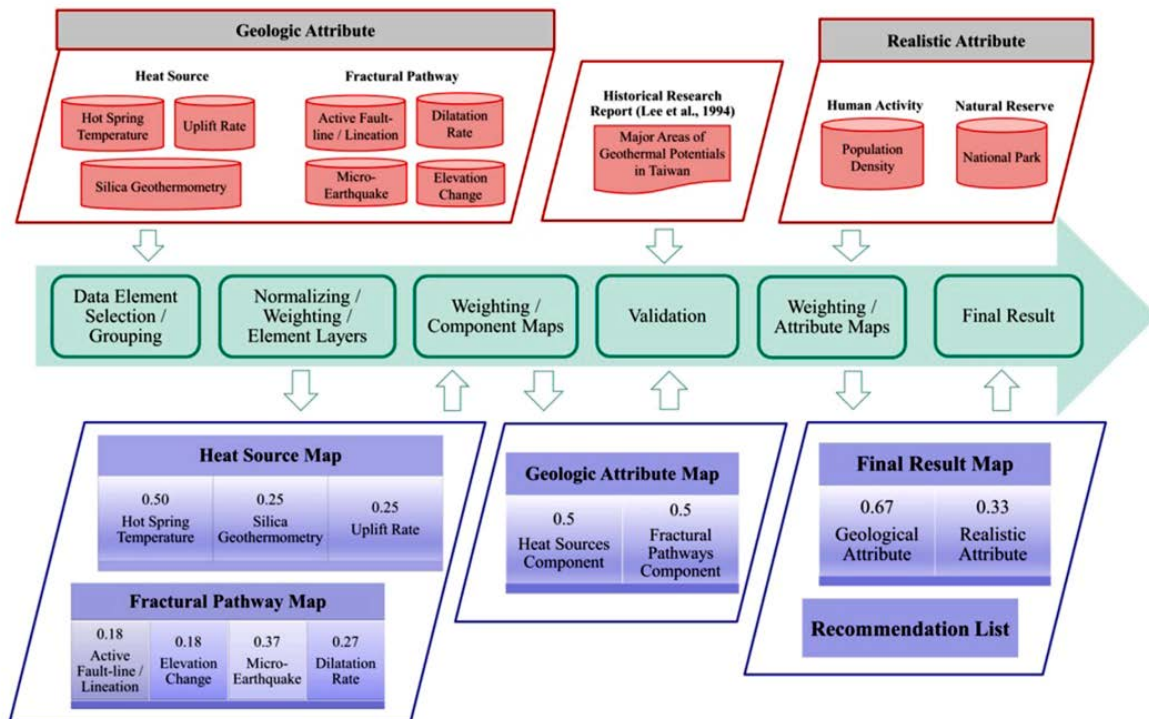 Geologic Attribute
Heat Source
Fractural Pathway
Hot Spring
Temperature
Uplift Rate
Silica Geothermometry
Active Fault-
line / Lineation
Dilatation
Rate
Micro-
Earthquake
Elevation
Change
Historical Research
Report (Lee et al., 1994)
Major Areas of
Geothermal Potentials
in Taiwan
Realistic Attribute
Human Activity
Natural Reserve
Population
Density
National Park
Data Element
Selection /
Grouping
Normalizing /
Weighting /
Element Layers
Weighting /
Component Maps
Validation
Weighting /
Attribute Maps
Final Result
Heat Source Map
0.50
Hot Spring
Temperature
0.25
Silica
Geothermometry
0.25
Uplift Rate
Fractural Pathway Map
0.18
Active
Fault-line /
Lineation
0.18
Elevation
Change
0.37
Micro-
Earthquake
0.27
Dilatation
Rate
Geologic Attribute Map
0.5
Heat Sources
Component
0.5
Fractural
Pathways
Component
Final Result Map
0.67
Geological
Attribute
0.33
Realistic
Attribute
Recommendation List